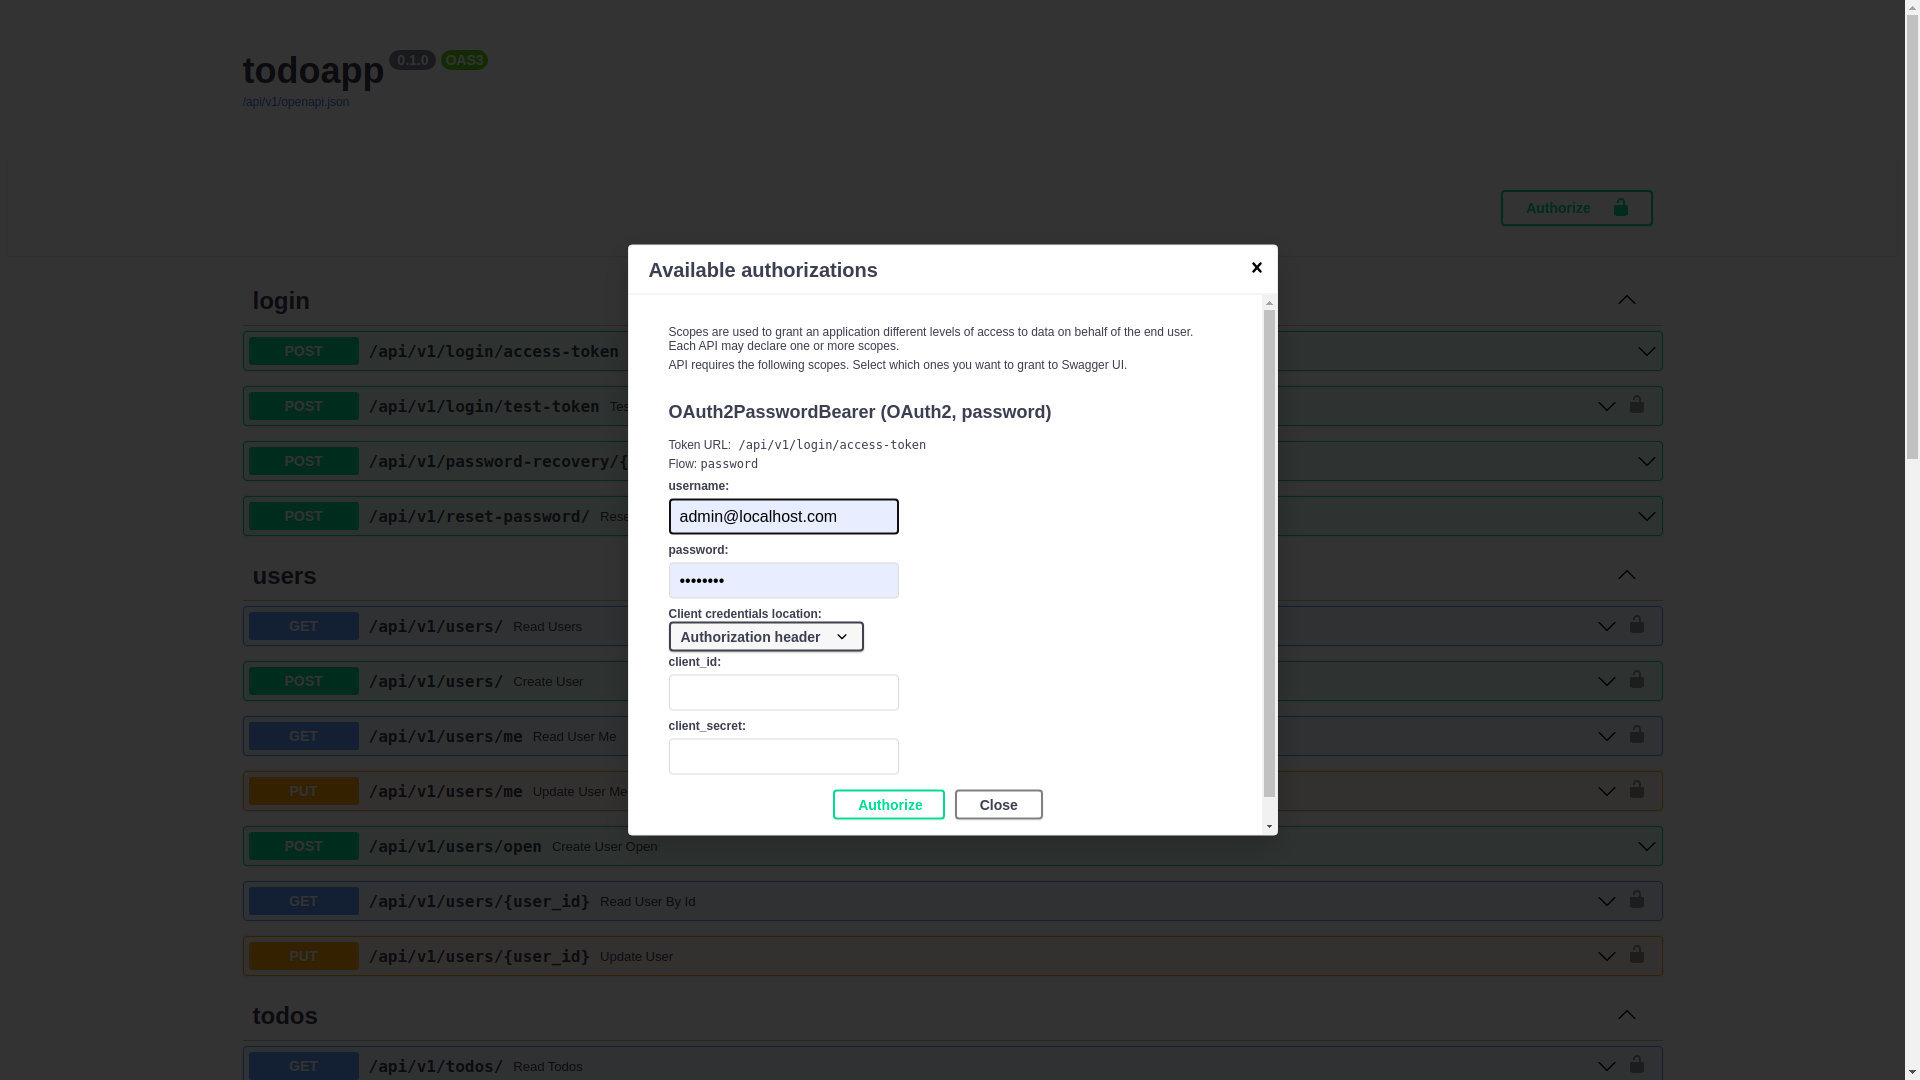 todoapp 0.1.0 OAS3
/api/v1/openapi.json
Authorize
Available authorizations
Scopes are used to grant an application different levels of access to data on behalf of the end user.
Each API may declare one or more scopes.
API requires the following scopes. Select which ones you want to grant to Swagger UI.
OAuth2PasswordBearer (OAuth2, password)
Token URL: /api/v1/login/access-token
Flow: password
username:
admin@localhost.com
password:
••••••••
Client credentials location:
Authorization header
client_id:
client_secret:
Authorize Close
login
POST /api/v1/login/access-token
POST /api/v1/login/test-token Tes
POST /api/v1/password-recovery/{
POST /api/v1/reset-password/ Rese
users
GET /api/v1/users/ Read Users
POST /api/v1/users/ Create User
GET /api/v1/users/me Read User Me
PUT /api/v1/users/me Update User Me
POST /api/v1/users/open Create User Open
GET /api/v1/users/{user_id} Read User By Id
PUT /api/v1/users/{user_id} Update User
todos
GET /api/v1/todos/ Read Todos